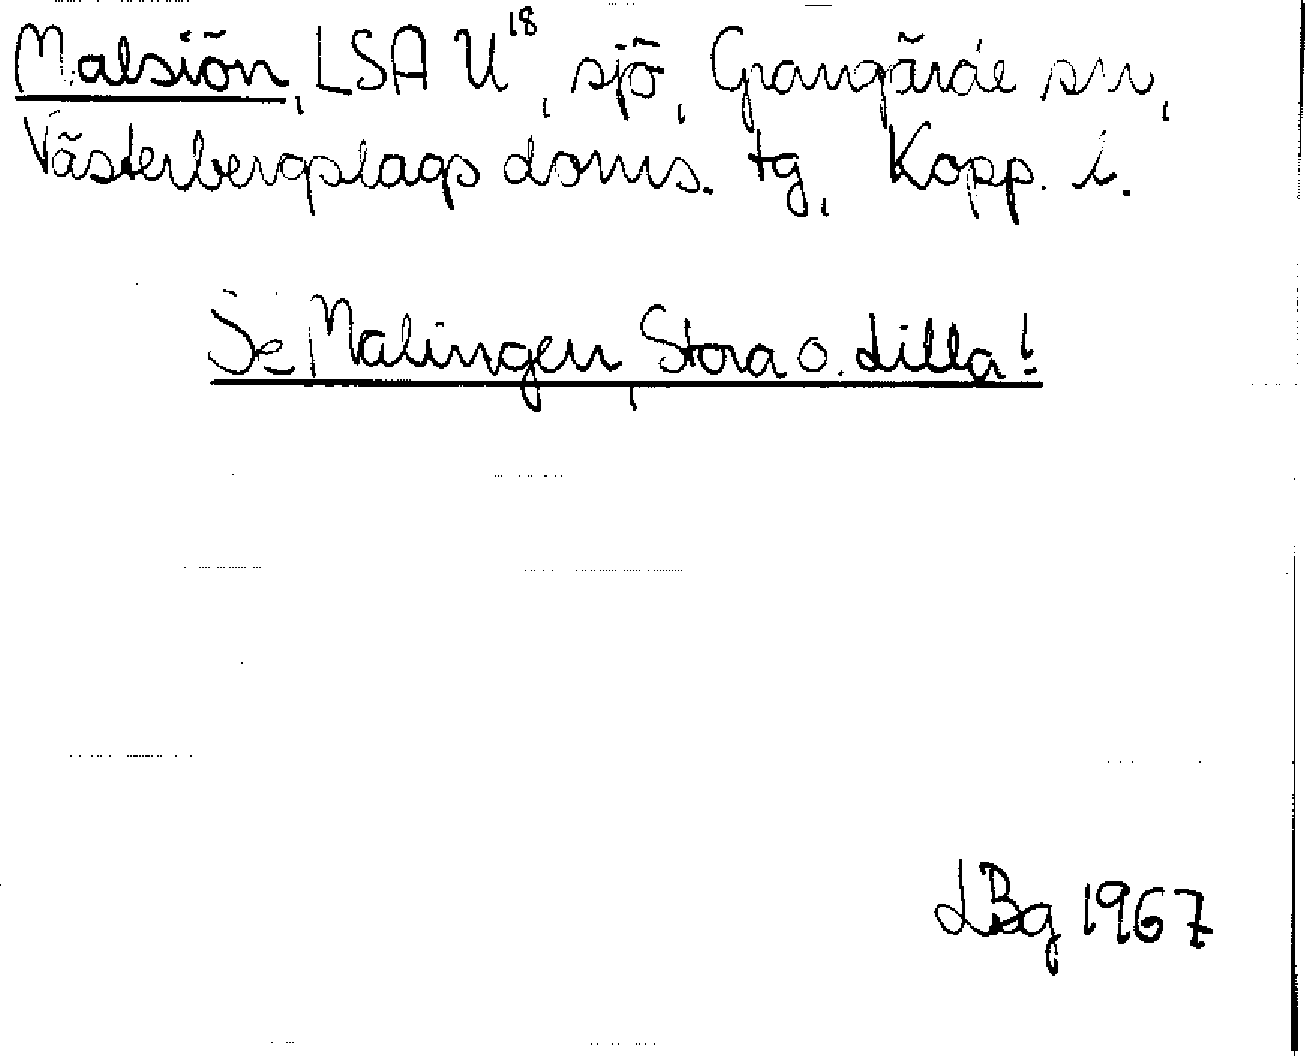 Malsiön, LSA U18, sjö, Grangärde sn,
Västerbergslags doms. tg, Kopp. l.
Se Malingen, Stora o. Lilla!
LBg 1967